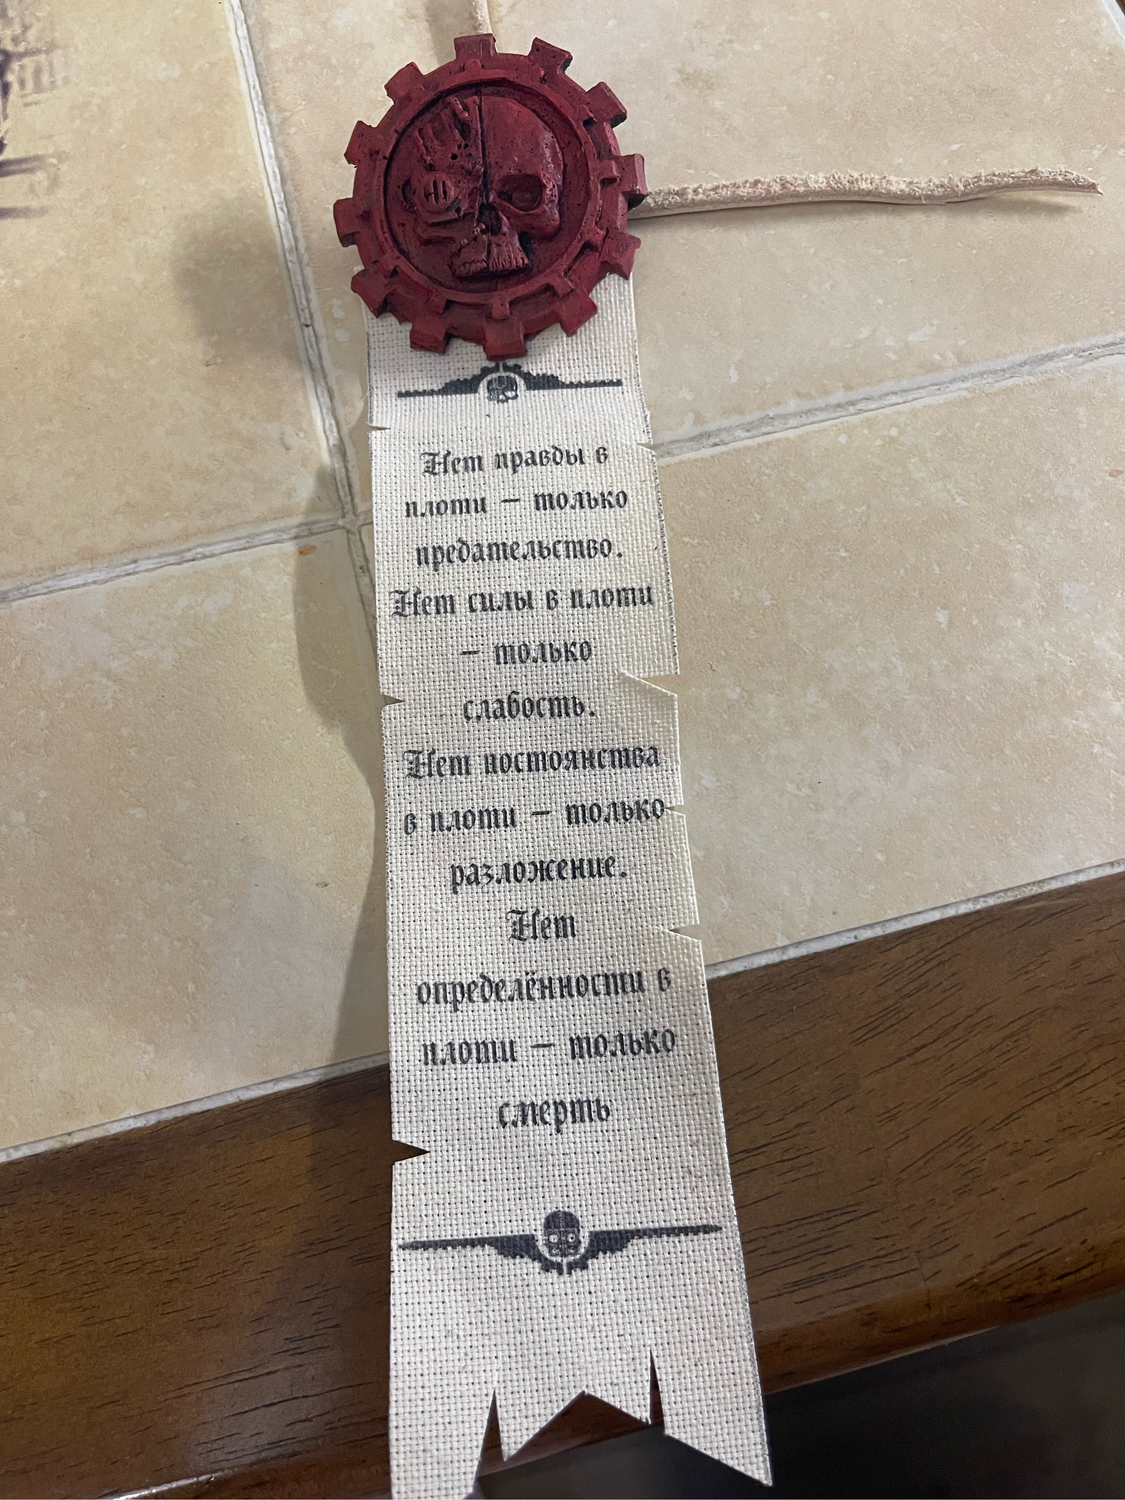 Нет правды в
плоти – только
предательство.
Нет силы в плоти
– только
слабость.
Нет постоянства
в плоти – только
разложение.
Нет
определённости в
плоти – только
смерть